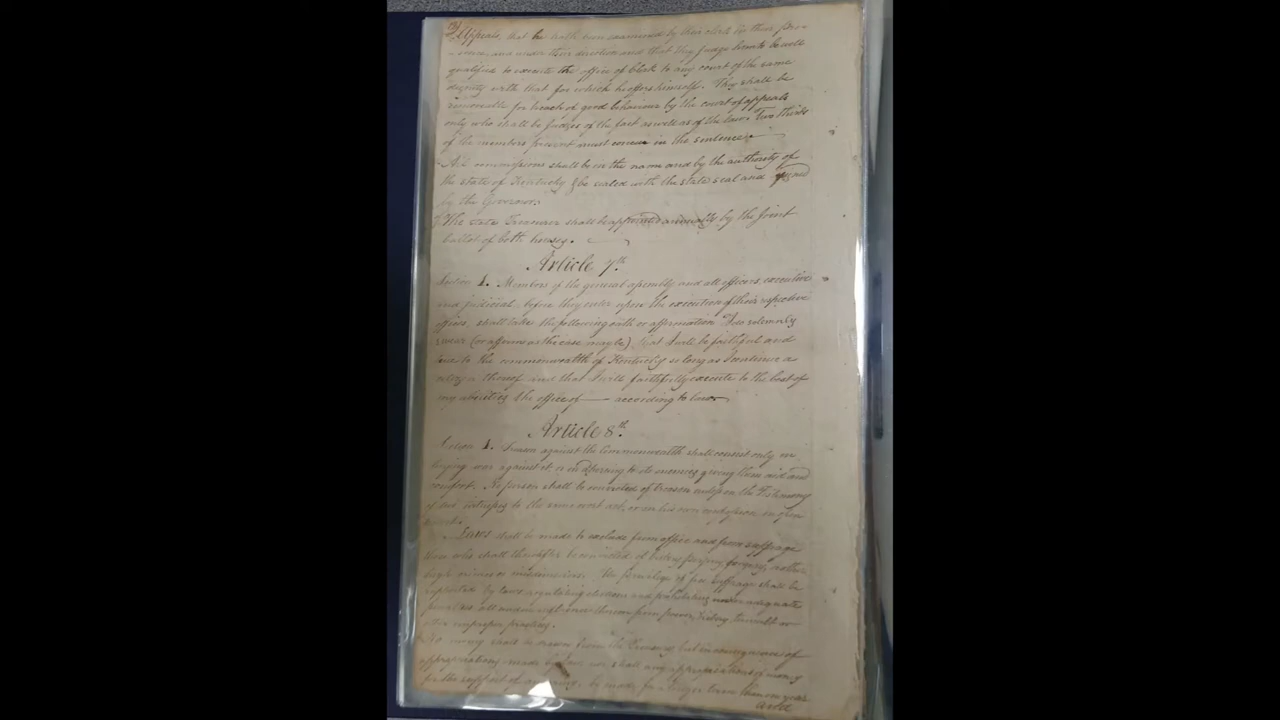 Appeals, that he hath been examined by their clerk in their Pre-
sence, and under their direction and that they Judge him to be well
qualified to execute the office of Clerk to any court of the same
dignity with that for which he offers himself. They shall be
removeable for breach of good behaviour by the court of appeals
only who shall be Judges of the fact as well as of the law. Two thirds
of the members present must concur in the sentence.
All commissions shall be in the name and by the authority of
the state of Kentucky & be sealed with the state seal and signed
by the Governor.
The state Treasurer shall be appointed annually by the joint
ballot of both houses.
Article 7th.
Section 1. Members of the general assembly and all officers, executive
and judicial, before they enter upon the execution of their respective
offices, shall take the following oath or affirmation "I do solemnly
swear (or affirm as the case may be), that I will be faithful and
true to the commonwealth of Kentucky so long as I continue a
citizen thereof and that I will faithfully execute to the best of
my abilities the office of —— according to law
Article 8th.
Section 1. Treason against the Commonwealth shall consist only in
levying war against it or in adhering to its enemies giving them aid and
comfort. No person shall be convicted of treason unless on the Testimony
of two witnesses to the same overt act, or on his own confession in open
court.
Laws shall be made to exclude from office and from suffrage
those who shall thereafter be convicted of bribery perjury, forgery, or other
high crimes or misdemeanors. The privilege of free suffrage shall be
supported by laws regulating elections and prohibiting under adequate
penalties, all undue influence thereon from power, bribery, tumult or
other improper practices.
No money shall be drawn from the Treasury, but in consequence of
appropriations made by law nor shall any appropriations of money
for the support of an army, be made for a longer term than one year
and a